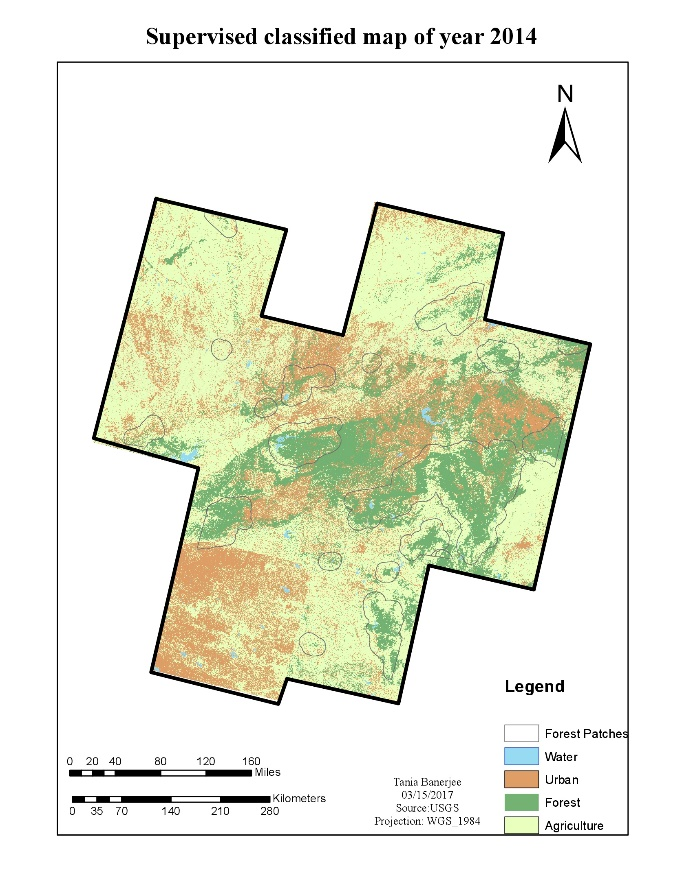 Supervised classified map of year 2014
N
Legend
Forest Patches
Water
Urban
Forest
Agriculture
0 20 40 80 120 160
Miles
Kilometers
0 35 70 140 210 280
Tania Banerjee
03/15/2017
Source:USGS
Projection: WGS_1984